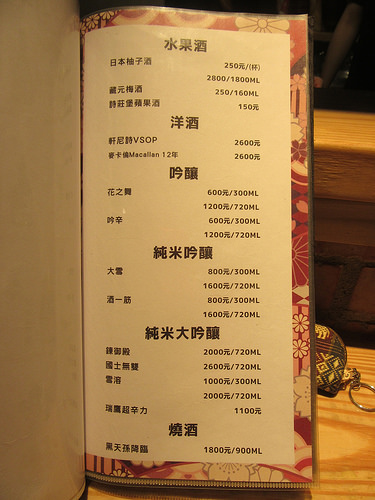 水果酒
日本柚子酒 250元/(杯)
2800/1800ML
藏元梅酒 250/160ML
詩莊堡蘋果酒 150元
洋酒
軒尼詩VSOP 2600元
麥卡倫Macallan 12年 2600元
吟釀
花之舞 600元/300ML
1200元/720ML
吟辛 600元/300ML
1200元/720ML
純米吟釀
大雪 800元/300ML
1600元/720ML
酒一筋 800元/300ML
1600元/720ML
純米大吟釀
鍾御殿 2000元/720ML
國士無雙 2600元/720ML
雪溶 1000元/300ML
2000元/720ML
瑞鷹超辛力 1100元
燒酒
黑天孫降臨 1800元/900ML